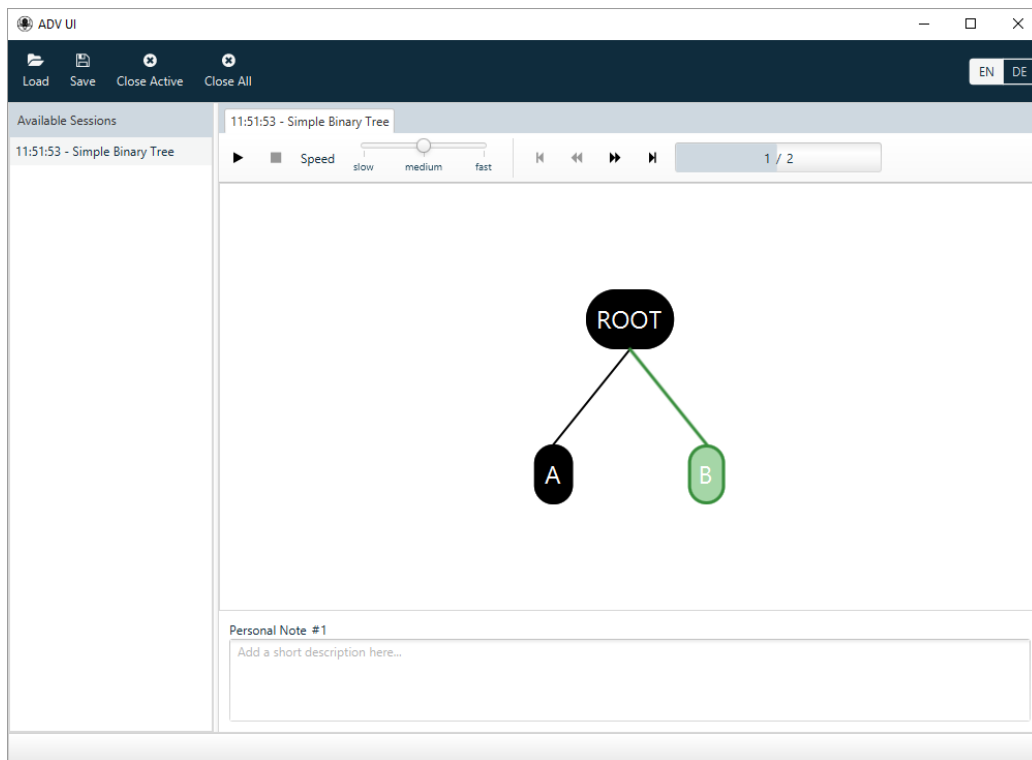 ADV UI
Load Save Close Active Close All EN DE
Available Sessions
11:51:53 - Simple Binary Tree
11:51:53 - Simple Binary Tree
Speed slow medium fast 1 / 2
ROOT
A B
Personal Note #1
Add a short description here...